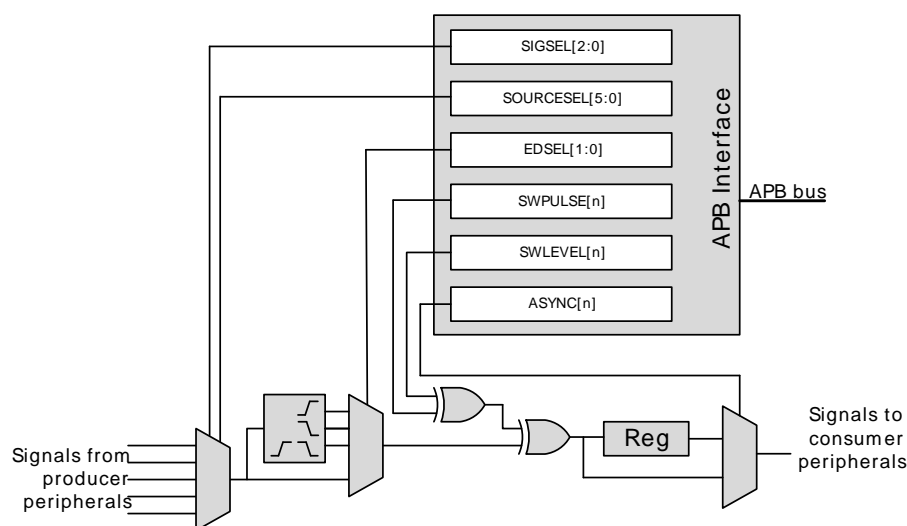 SIGSEL[2:0]
SOURCESEL[5:0]
EDSEL[1:0]
SWPULSE[n]
SWLEVEL[n]
ASYNC[n]
APB Interface
APB bus
Signals from
producer
peripherals
Reg
Signals to
consumer
peripherals